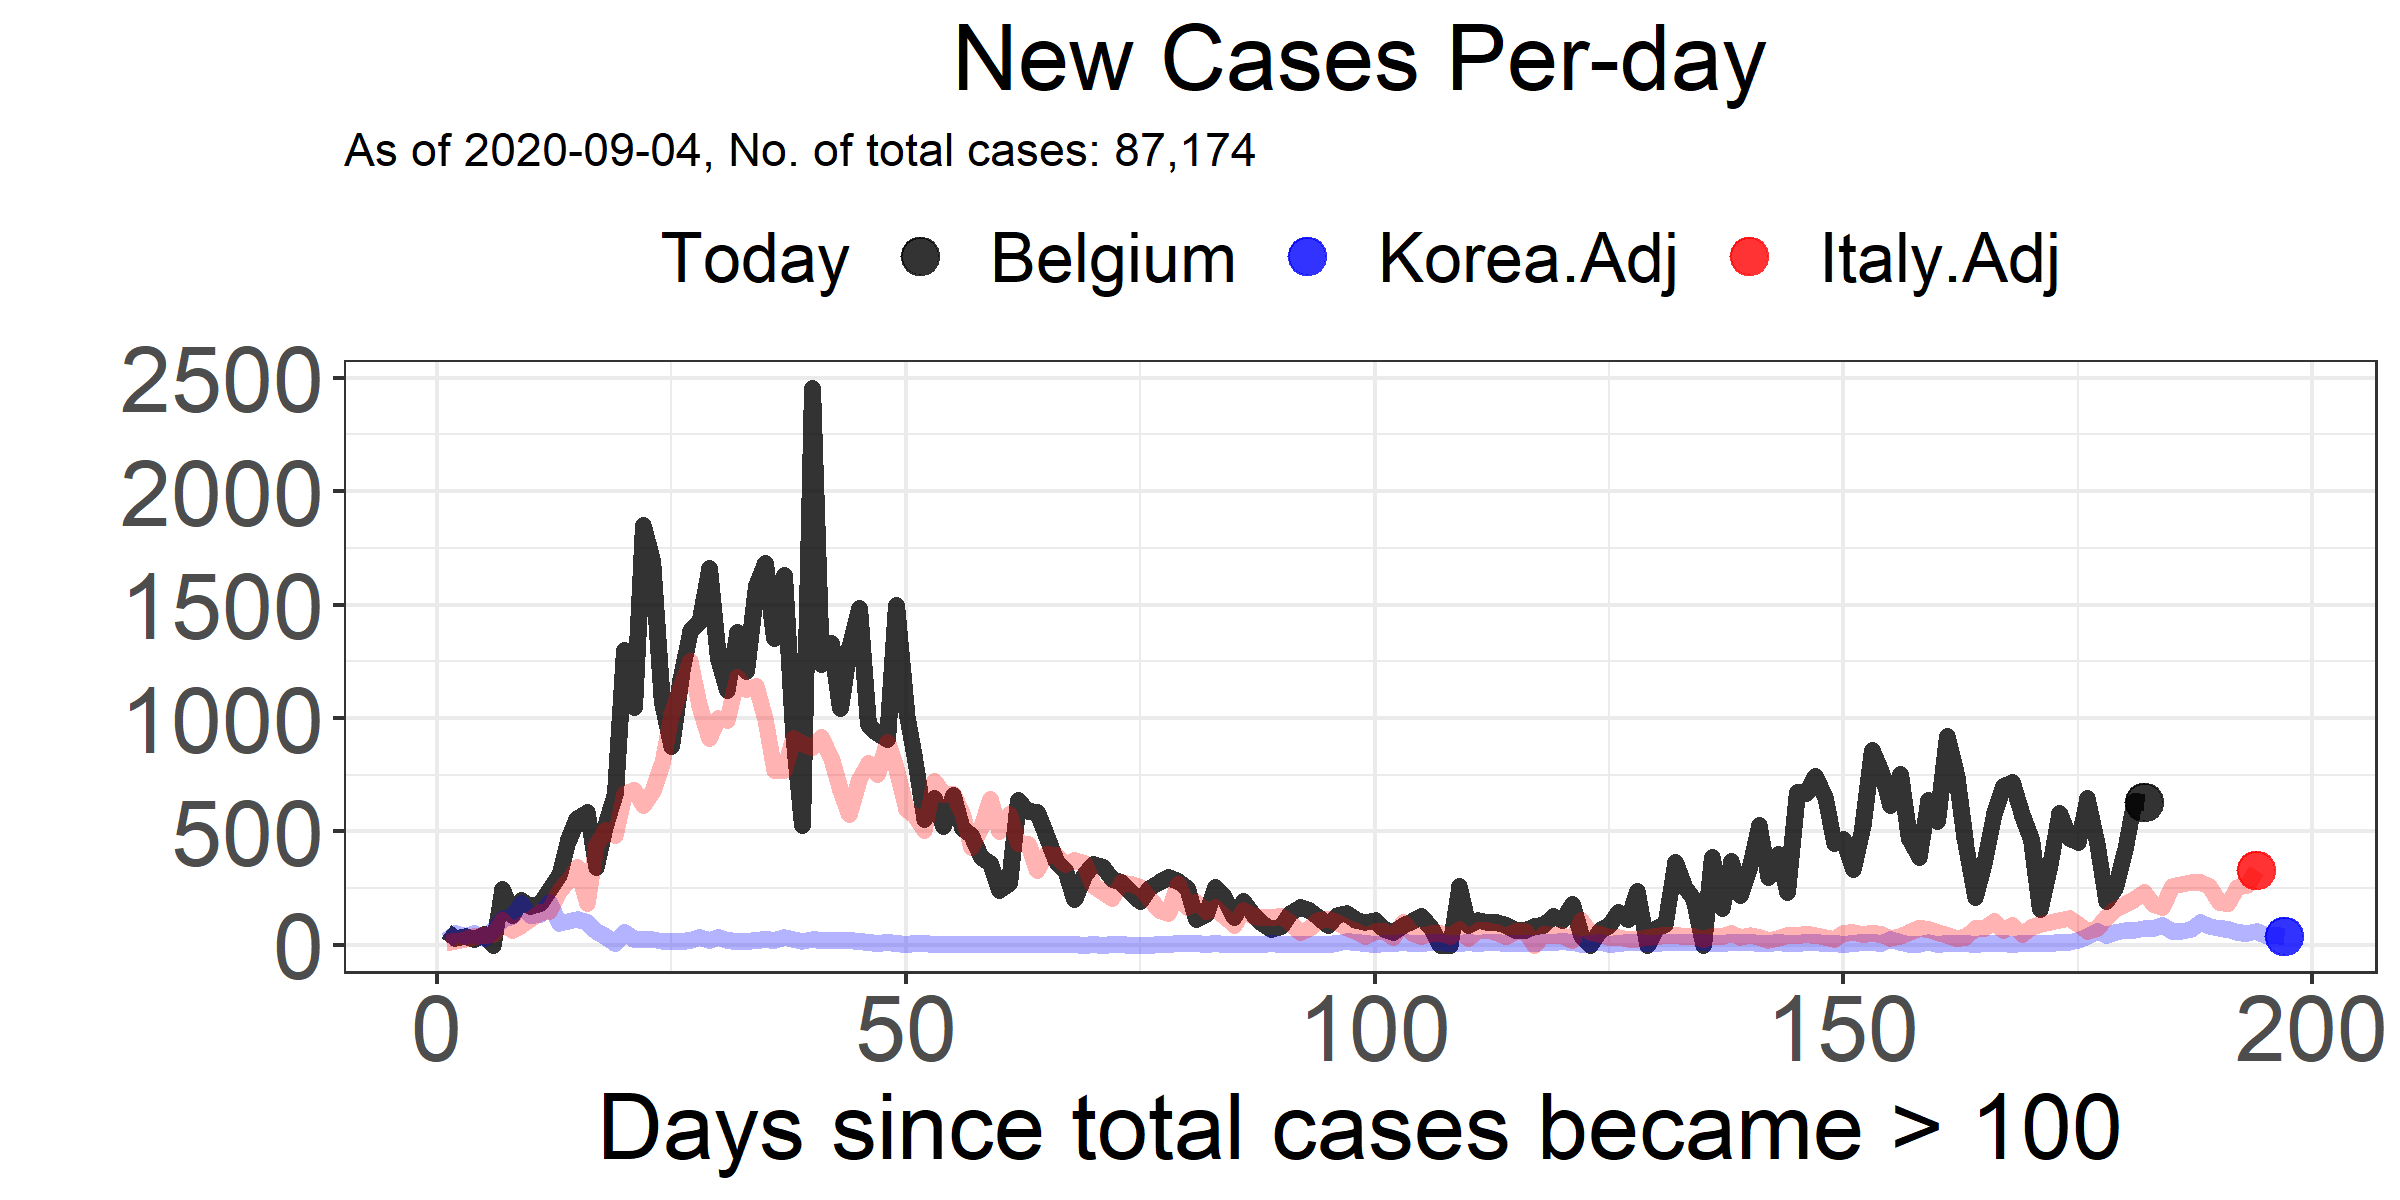 New Cases Per-day
As of 2020-09-04, No. of total cases: 87,174
Today Belgium Korea.Adj Italy.Adj
2500
2000
1500
1000
500
0
0 50 100 150 200
Days since total cases became > 100